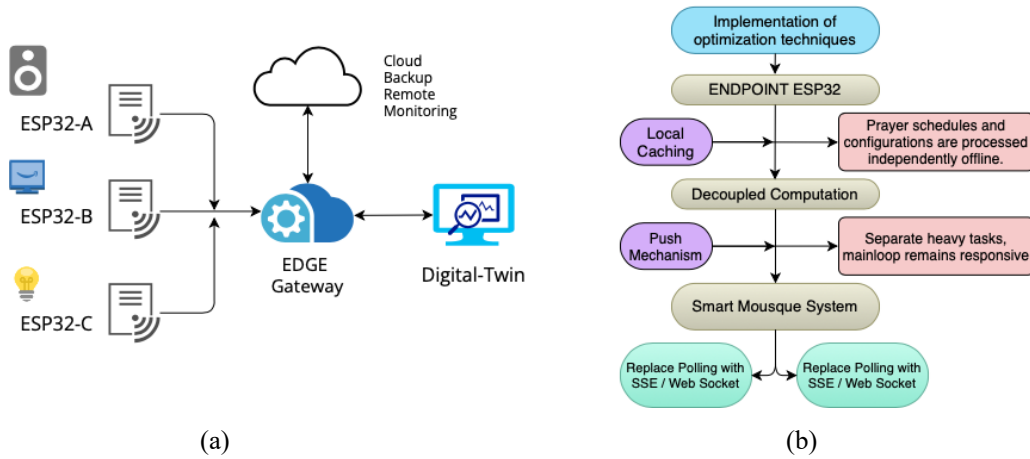 ESP32-A
ESP32-B
ESP32-C
Cloud
Backup
Remote
Monitoring
EDGE
Gateway
Digital-Twin
(a)
Implementation of
optimization techniques
ENDPOINT ESP32
Local
Caching
Prayer schedules and
configurations are processed
independently offline.
Decoupled Computation
Push
Mechanism
Separate heavy tasks,
mainloop remains responsive
Smart Mousque System
Replace Polling with
SSE / Web Socket
Replace Polling with
SSE / Web Socket
(b)